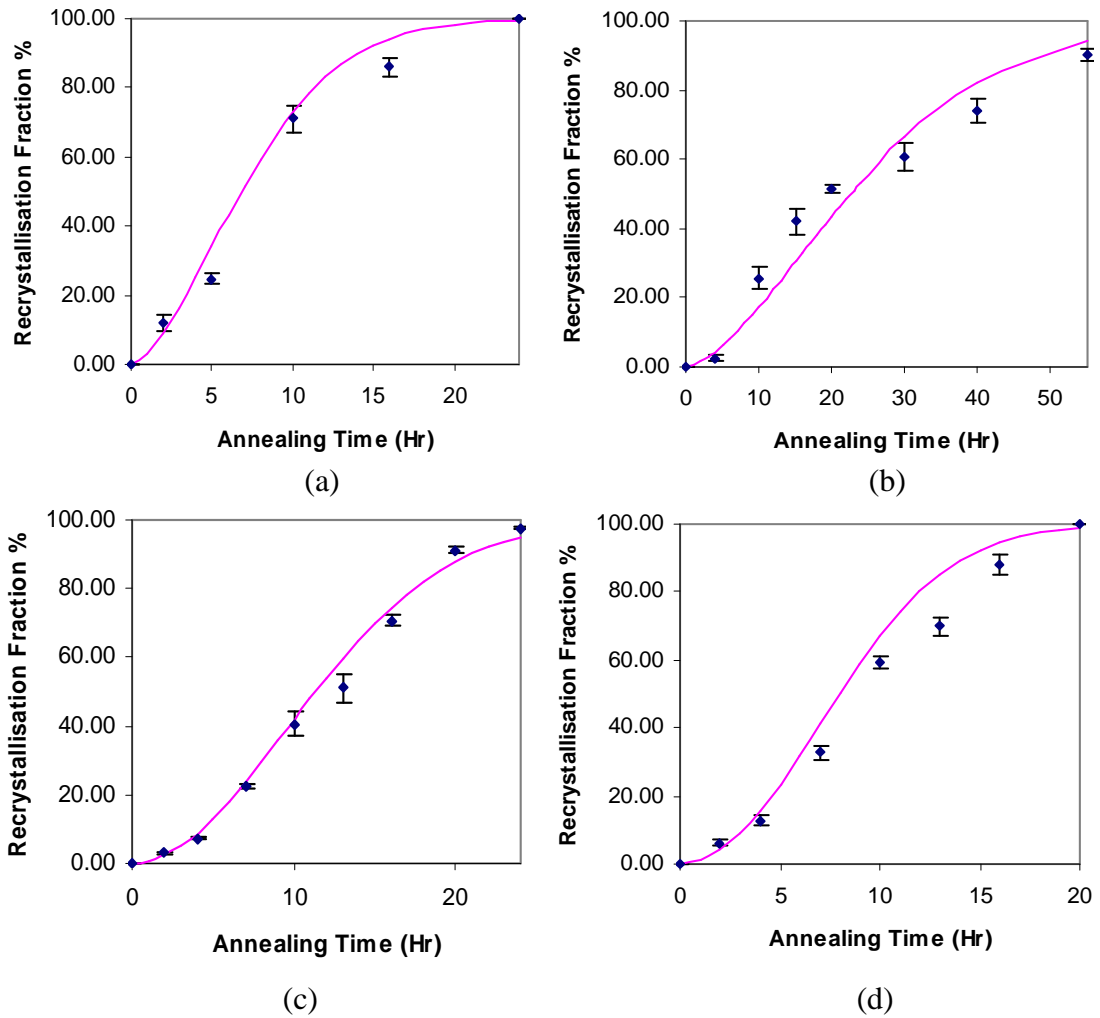 Recrystallisation Fraction %
100.00
80.00
60.00
40.00
20.00
0.00
0 5 10 15 20
Annealing Time (Hr)
(a)
Recrystallisation Fraction %
100.00
80.00
60.00
40.00
20.00
0.00
0 10 20 30 40 50
Annealing Time (Hr)
(b)
Recrystallisation Fraction %
100.00
80.00
60.00
40.00
20.00
0.00
0 10 20
Annealing Time (Hr)
(c)
Recrystallisation Fraction %
100.00
80.00
60.00
40.00
20.00
0.00
0 5 10 15 20
Annealing Time (Hr)
(d)